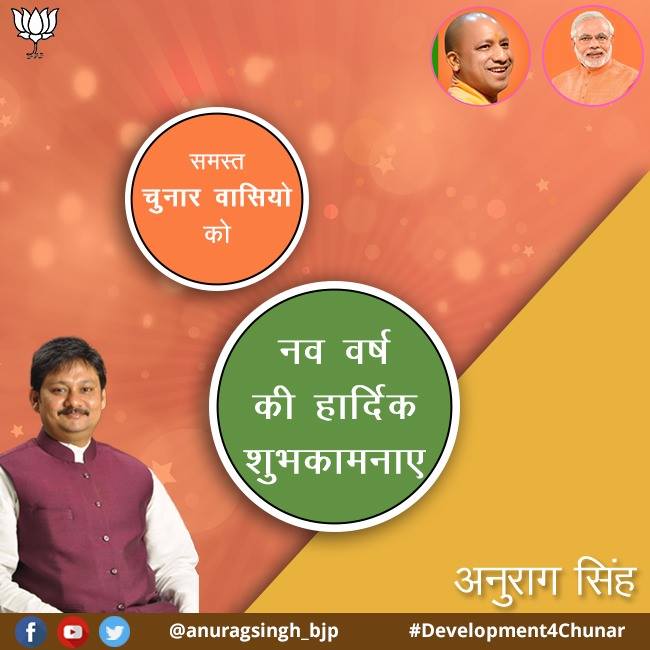 समस्त
चुनार वासियो
को
नव वर्ष
की हार्दिक
शुभकामनाए
अनुराग सिंह
@anuragsingh_bjp
#Development4Chunar